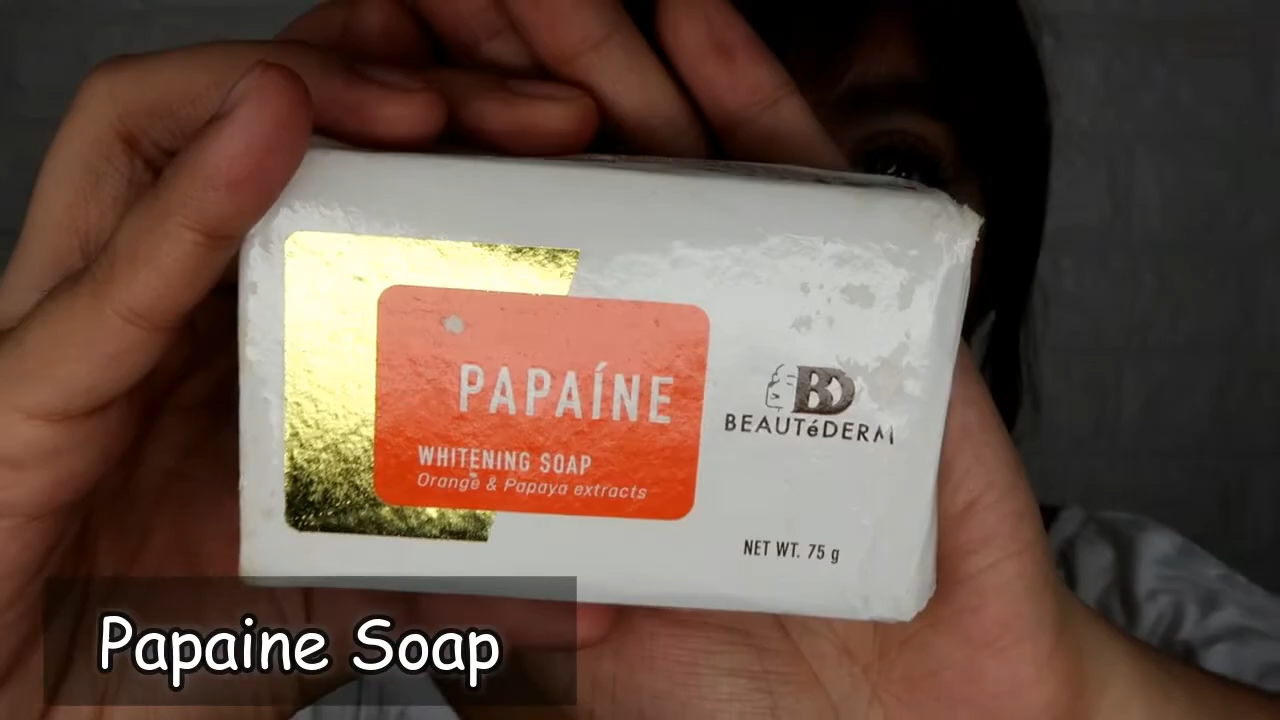 PAPAÍNE
WHITENING SOAP
Orange & Papaya extracts
BD
BEAUTéDERM
NET WT. 75 g
Papaine Soap